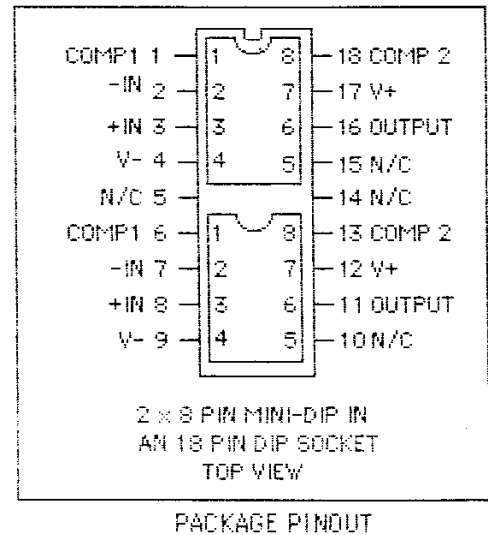 COMP1 1 1 8 18 COMP 2
-IN 2 2 7 17 V+
+IN 3 3 6 16 OUTPUT
V- 4 4 5 15 N/C
N/C 5 14 N/C
COMP1 6 1 8 13 COMP 2
-IN 7 2 7 12 V+
+IN 8 3 6 11 OUTPUT
V- 9 4 5 10 N/C
2 x 8 PIN MINI-DIP IN
AN 18 PIN DIP SOCKET
TOP VIEW
PACKAGE PINOUT